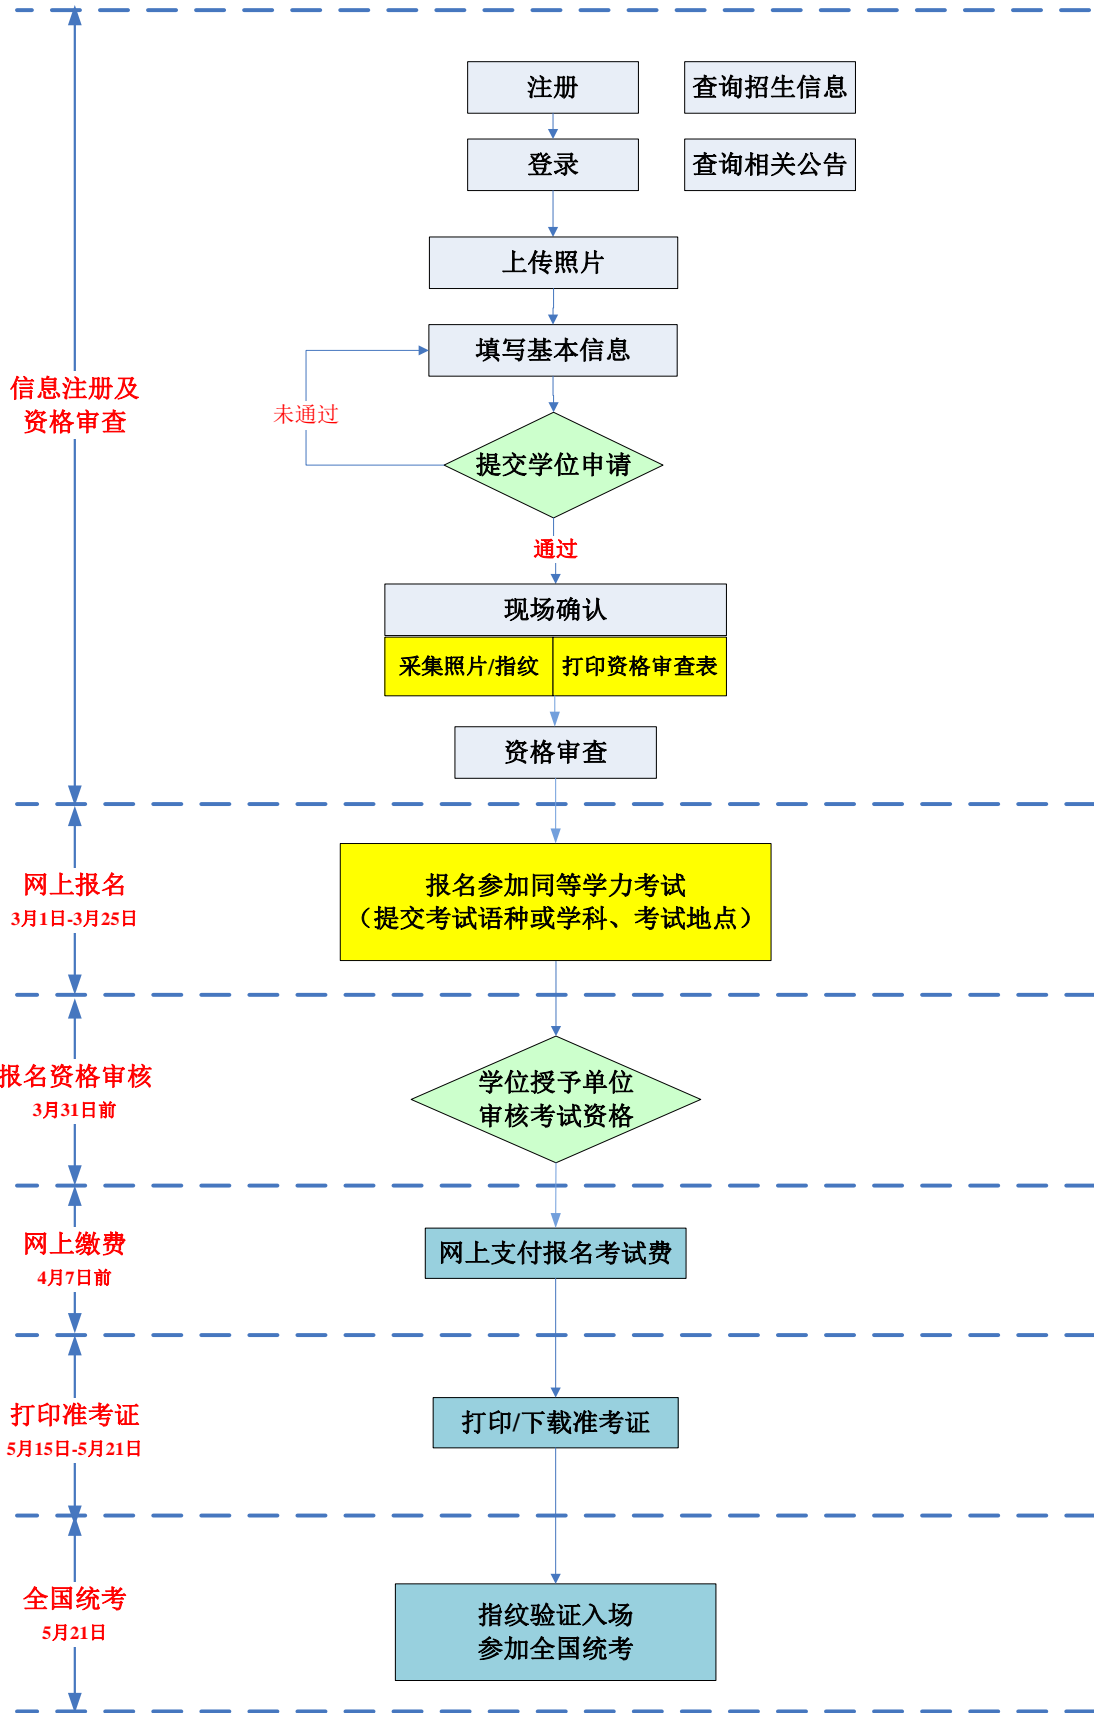 注册
查询招生信息
登录
查询相关公告
上传照片
填写基本信息
信息注册及
资格审查
未通过
提交学位申请
通过
现场确认
采集照片/指纹
打印资格审查表
资格审查
网上报名
3月1日-3月25日
报名参加同等学力考试
（提交考试语种或学科、考试地点）
报名资格审核
3月31日前
学位授予单位
审核考试资格
网上缴费
4月7日前
网上支付报名考试费
打印准考证
5月15日-5月21日
打印/下载准考证
全国统考
5月21日
指纹验证入场
参加全国统考